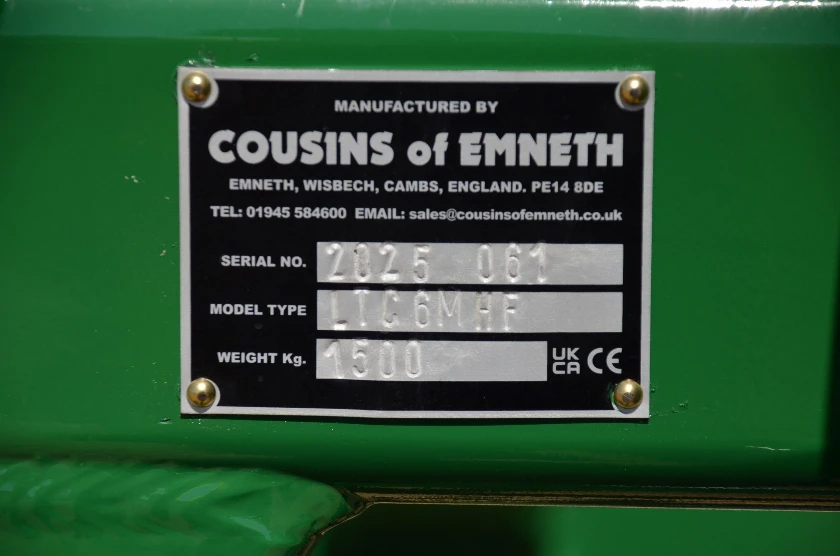 MANUFACTURED BY
COUSINS of EMNETH
EMNETH, WISBECH, CAMBS, ENGLAND. PE14 8DE
TEL: 01945 584600 EMAIL: sales@cousinsofemneth.co.uk
SERIAL NO. 2025 061
MODEL TYPE LTC6MHF
WEIGHT Kg. 1500 UK CA CE